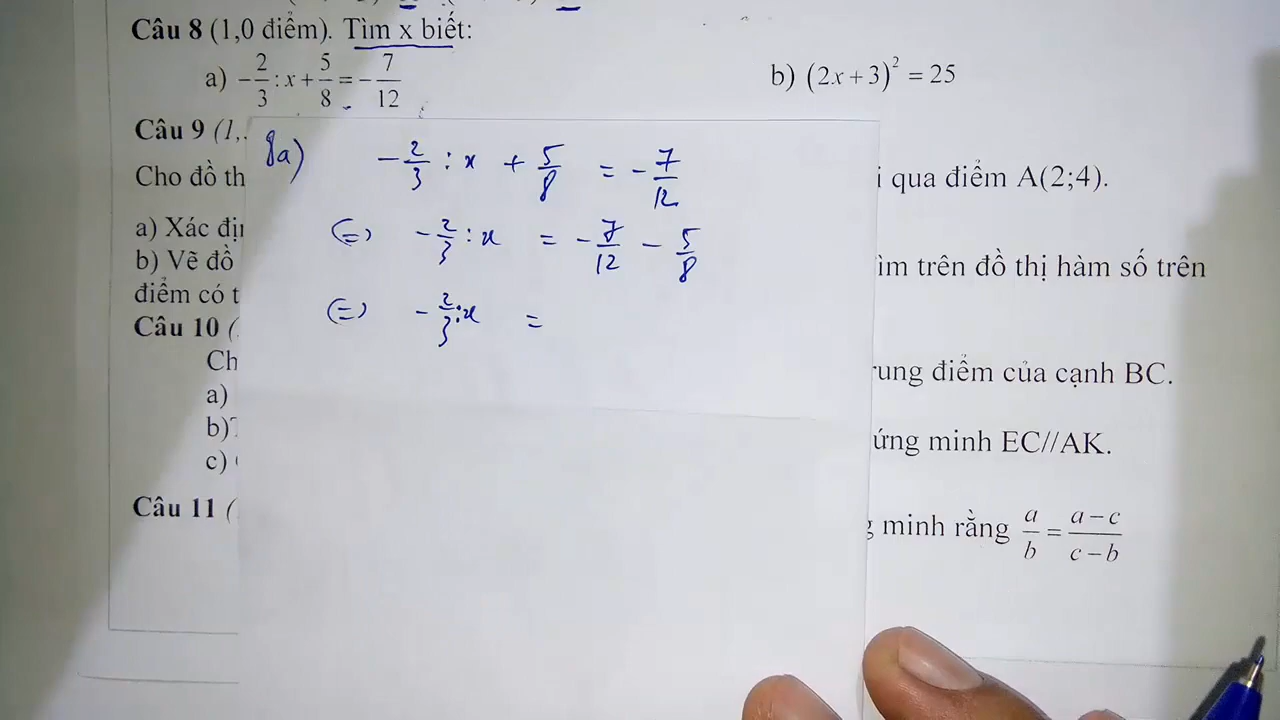 Câu 8 (1,0 điểm). Tìm x biết:
a) -2/3 : x + 5/8 = -7/12
b) (2x+3)² = 25
Câu 9 (1,
8a) -2/3 : x + 5/8 = -7/12
Cho đồ th
i qua điểm A(2;4).
a) Xác địn
(=) -2/3 : x = -7/12 - 5/8
b) Vẽ đồ
ìm trên đồ thị hàm số trên
điểm có t
(=) -2/3 : x =
Câu 10 (
Ch
rung điểm của cạnh BC.
a)
b)T
ứng minh EC//AK.
c)
Câu 11 (
minh rằng a/b = (a-c)/(c-b)